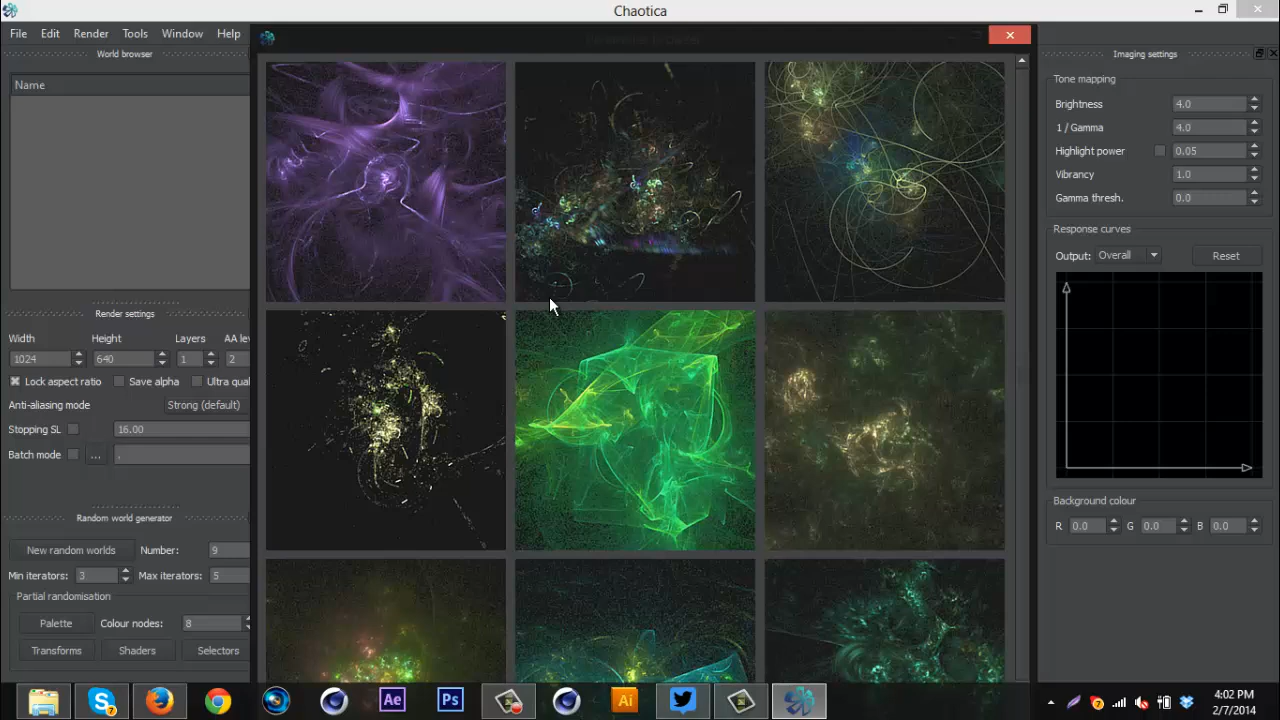 Chaotica
File Edit Render Tools Window Help
World browser
Name
Render settings
Width Height Layers AA lev
1024 640 1 2
Lock aspect ratio Save alpha Ultra qual
Anti-aliasing mode Strong (default)
Stopping SL 16.00
Batch mode ... .
Random world generator
New random worlds Number: 9
Min iterators: 3 Max iterators: 5
Partial randomisation
Palette Colour nodes: 8
Transforms Shaders Selectors
Imaging settings
Tone mapping
Brightness 4.0
1 / Gamma 4.0
Highlight power 0.05
Vibrancy 1.0
Gamma thresh. 0.0
Response curves
Output: Overall Reset
Background colour
R 0.0 G 0.0 B 0.0
S 7 Ae Ps Ai 7
4:02 PM
2/7/2014